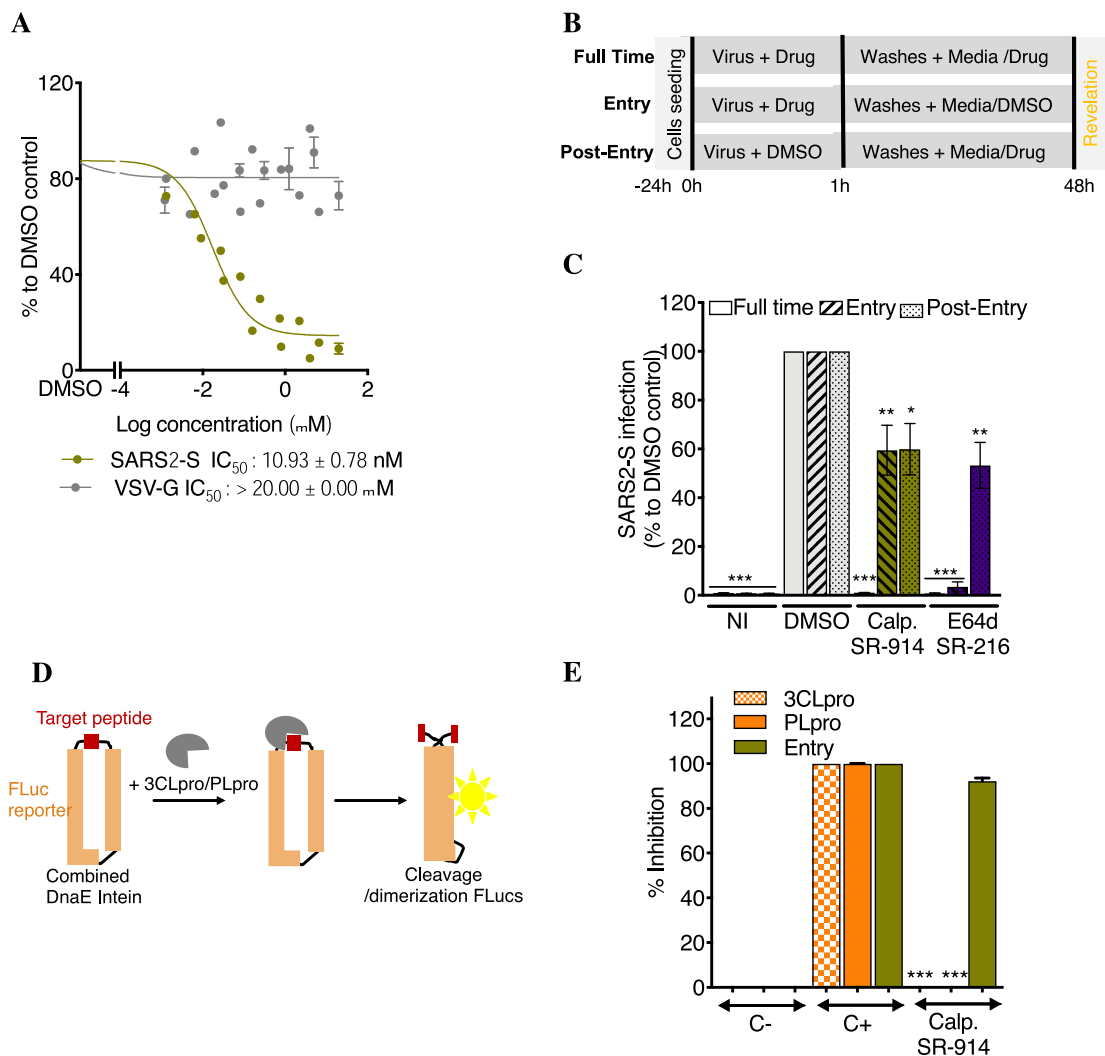 A
120
80
40
0
% to DMSO control
DMSO -4 -2 0 2
Log concentration (mM)
SARS2-S IC50 : 10.93 ± 0.78 nM
VSV-G IC50 : > 20.00 ± 0.00 mM
B
Full Time
Entry
Post-Entry
Cells seeding
Virus + Drug
Washes + Media /Drug
Virus + Drug
Washes + Media/DMSO
Virus + DMSO
Washes + Media/Drug
Revelation
-24h 0h 1h 48h
C
Full time Entry Post-Entry
SARS2-S infection
(% to DMSO control)
120
100
80
60
40
20
0
***
***
**
*
***
**
NI DMSO Calp. E64d
SR-914 SR-216
D
Target peptide
FLuc
reporter
+ 3CLpro/PLpro
Combined
DnaE Intein
Cleavage
/dimerization FLucs
E
3CLpro
PLpro
Entry
% Inhibition
120
100
80
60
40
20
0
*** ***
C- C+ Calp.
SR-914